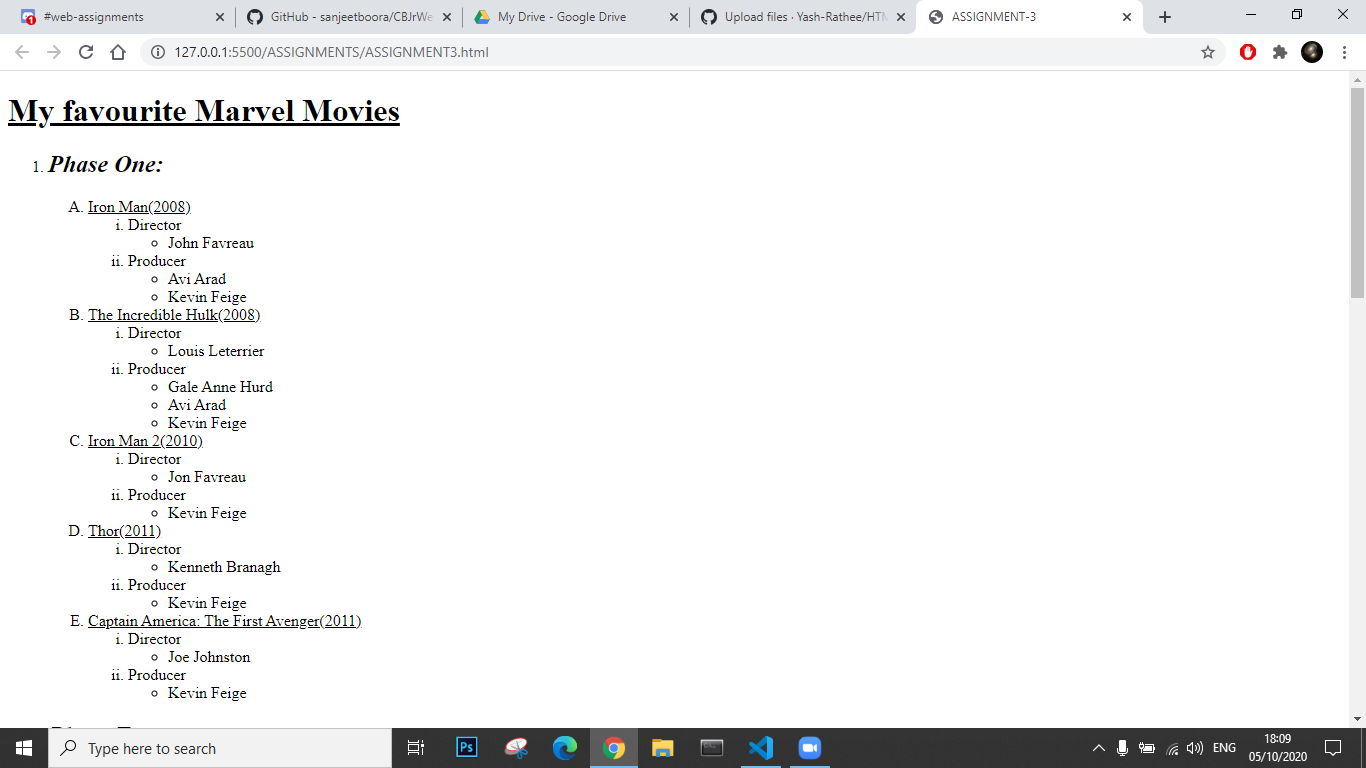 #web-assignments
GitHub - sanjeetboora/CBJrWe
My Drive - Google Drive
Upload files · Yash-Rathee/HTM
ASSIGNMENT-3
127.0.0.1:5500/ASSIGNMENTS/ASSIGNMENT3.html
My favourite Marvel Movies
1. Phase One:
A. Iron Man(2008)
i. Director
John Favreau
ii. Producer
Avi Arad
Kevin Feige
B. The Incredible Hulk(2008)
i. Director
Louis Leterrier
ii. Producer
Gale Anne Hurd
Avi Arad
Kevin Feige
C. Iron Man 2(2010)
i. Director
Jon Favreau
ii. Producer
Kevin Feige
D. Thor(2011)
i. Director
Kenneth Branagh
ii. Producer
Kevin Feige
E. Captain America: The First Avenger(2011)
i. Director
Joe Johnston
ii. Producer
Kevin Feige
Type here to search
Ps
ENG
18:09
05/10/2020